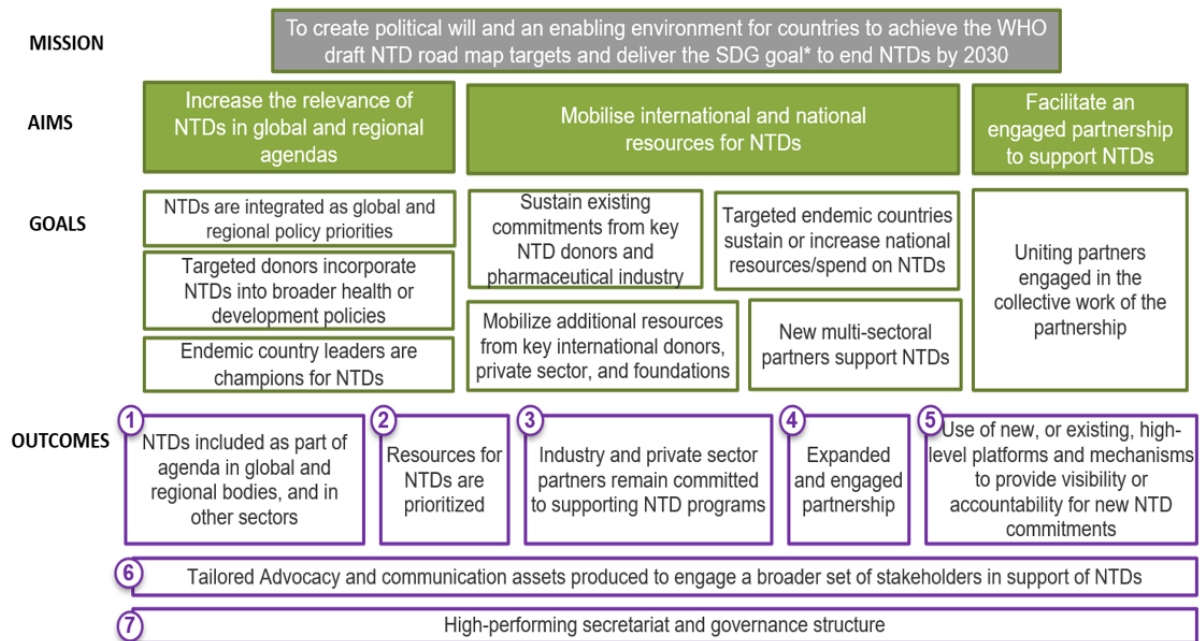 MISSION
To create political will and an enabling environment for countries to achieve the WHO
draft NTD road map targets and deliver the SDG goal* to end NTDs by 2030
AIMS
Increase the relevance of
NTDs in global and regional
agendas
Mobilise international and national
resources for NTDs
Facilitate an
engaged partnership
to support NTDs
GOALS
NTDs are integrated as global and
regional policy priorities
Targeted donors incorporate
NTDs into broader health or
development policies
Endemic country leaders are
champions for NTDs
Sustain existing
commitments from key
NTD donors and
pharmaceutical industry
Mobilize additional resources
from key international donors,
private sector, and foundations
Targeted endemic countries
sustain or increase national
resources/spend on NTDs
New multi-sectoral
partners support NTDs
Uniting partners
engaged in the
collective work of the
partnership
OUTCOMES
1
NTDs included as part of
agenda in global and
regional bodies, and in
other sectors
2
Resources for
NTDs are
prioritized
3
Industry and private sector
partners remain committed
to supporting NTD programs
4
Expanded
and engaged
partnership
5
Use of new, or existing, high-
level platforms and mechanisms
to provide visibility or
accountability for new NTD
commitments
6
Tailored Advocacy and communication assets produced to engage a broader set of stakeholders in support of NTDs
7
High-performing secretariat and governance structure